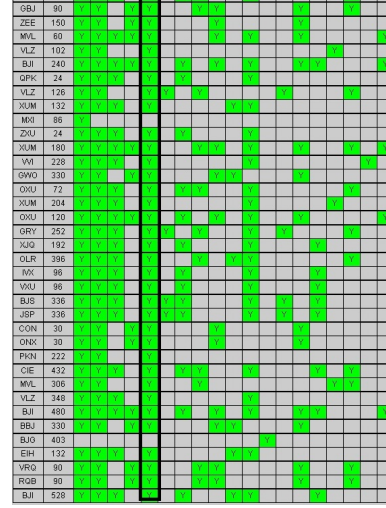 GBJ 90 Y Y Y Y Y Y Y Y
ZEE 150 Y Y Y Y Y Y
MVL 60 Y Y Y Y Y Y Y Y Y
VLZ 102 Y Y Y Y
BJI 240 Y Y Y Y Y Y Y Y Y Y Y
QPK 24 Y Y Y Y Y Y
VLZ 126 Y Y Y Y Y Y Y
XUM 132 Y Y Y Y Y Y
MXI 86 Y
ZXU 24 Y Y Y Y Y Y
XUM 180 Y Y Y Y Y Y Y Y Y Y
VVI 228 Y Y Y Y Y Y
GWO 330 Y Y Y Y Y Y Y
OXU 72 Y Y Y Y Y Y Y Y
XUM 204 Y Y Y Y Y Y
OXU 120 Y Y Y Y Y Y Y Y Y Y
GRY 252 Y Y Y Y Y Y Y Y Y
XJQ 192 Y Y Y Y Y Y Y
OLR 396 Y Y Y Y Y Y Y Y
IVX 96 Y Y Y Y Y Y Y
VXU 96 Y Y Y Y Y Y Y
BJS 336 Y Y Y Y Y Y Y Y Y
JSP 336 Y Y Y Y Y Y Y Y Y
CON 30 Y Y Y Y Y Y
ONX 30 Y Y Y Y Y Y
PKN 222 Y Y Y
CIE 432 Y Y Y Y Y Y Y Y Y
MVL 306 Y Y Y Y Y Y
VLZ 348 Y Y Y Y Y
BJI 480 Y Y Y Y Y Y Y Y Y Y Y
BBJ 330 Y Y Y Y Y Y Y
BJG 403 Y
EIH 132 Y Y Y Y Y Y
VRQ 90 Y Y Y Y Y Y Y Y
RQB 90 Y Y Y Y Y Y Y Y
BJI 528 Y Y Y Y Y Y Y Y